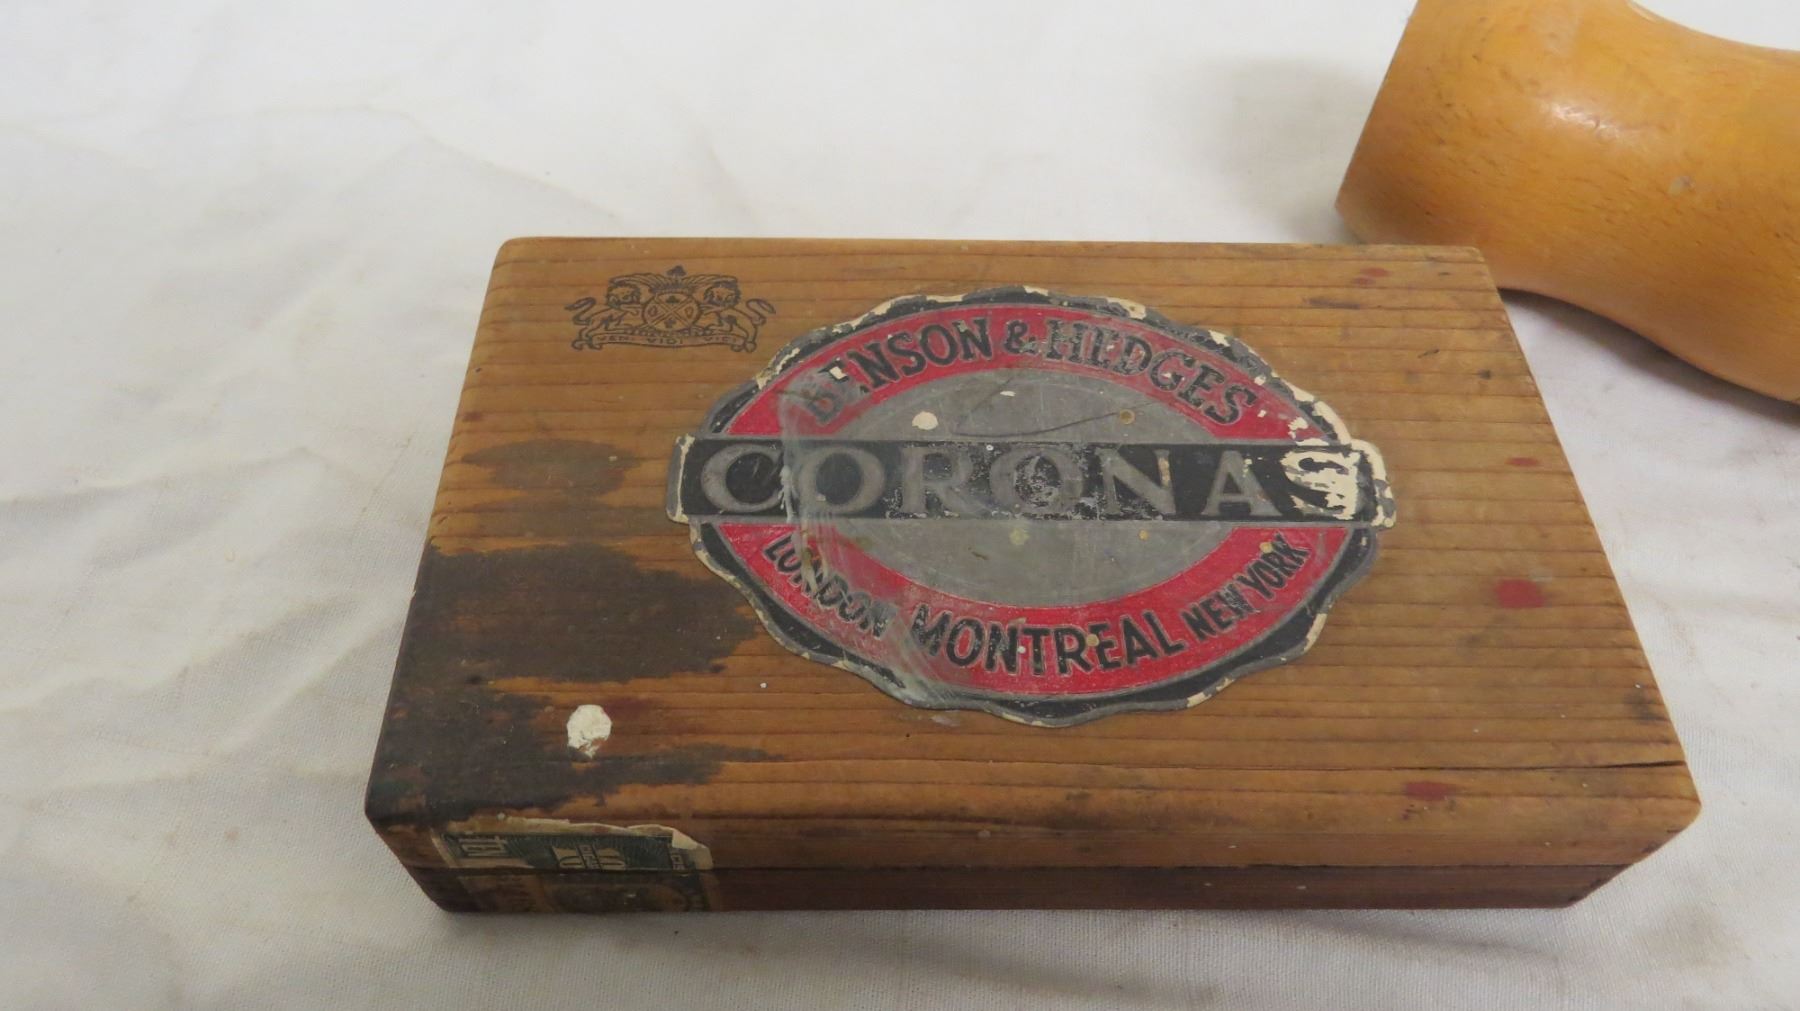 VENI VIDI VICI
BENSON & HEDGES
CORONAS
LONDON MONTREAL NEW YORK